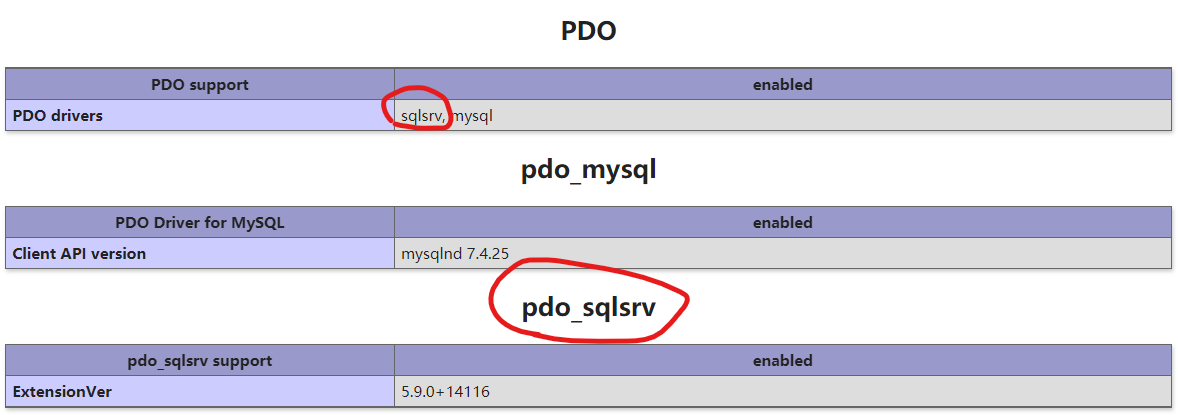 PDO
PDO support enabled
PDO drivers sqlsrv, mysql
pdo_mysql
PDO Driver for MySQL enabled
Client API version mysqlnd 7.4.25
pdo_sqlsrv
pdo_sqlsrv support enabled
ExtensionVer 5.9.0+14116